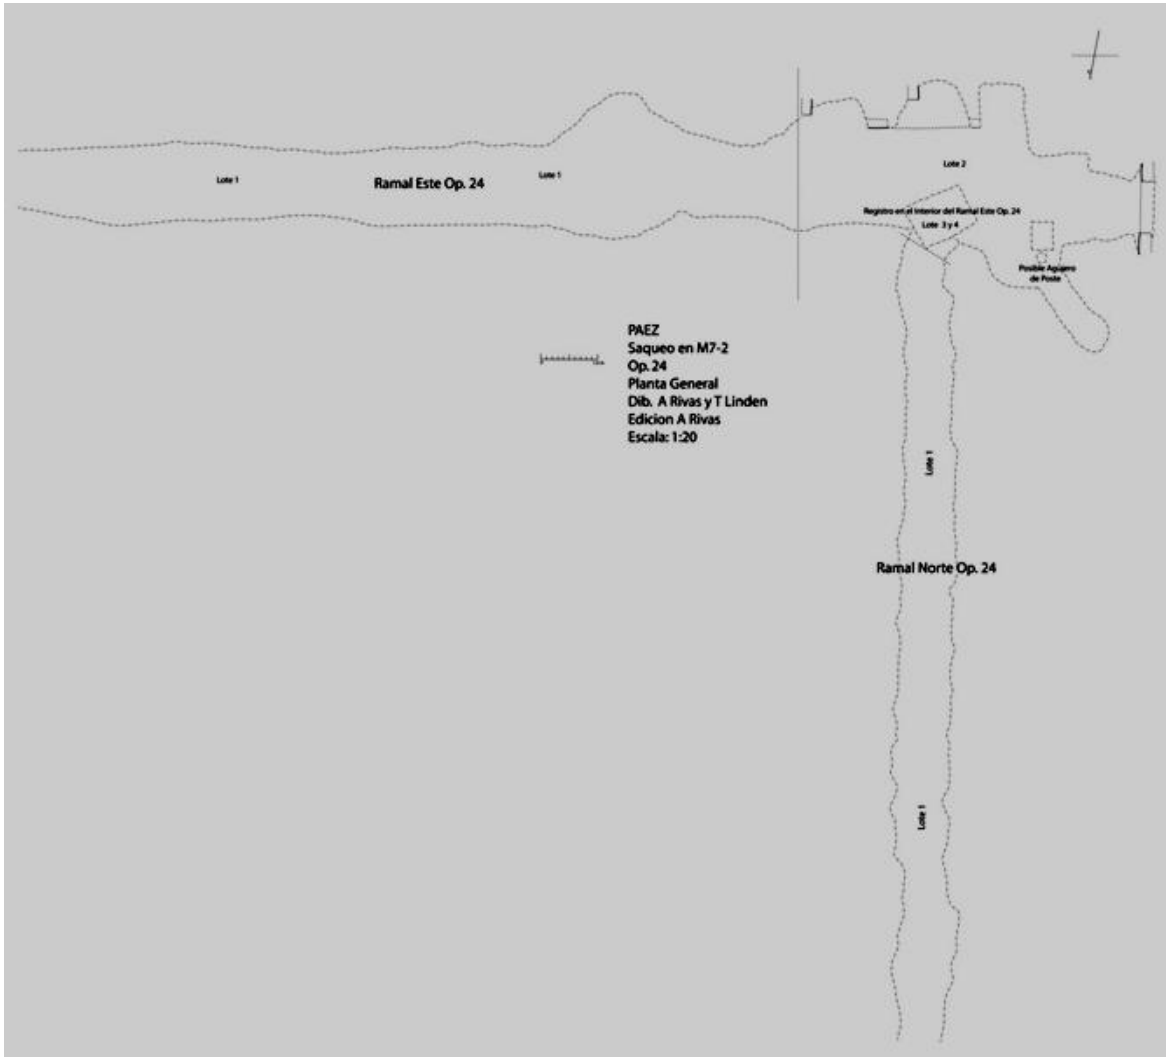 Lote 2
Lote 1
Lote 1
Ramal Este Op. 24
Registro en el Interior del Ramal Este Op. 24
Lote 3 y 4
Posible Agujero
de Poste
PAEZ
Saqueo en M7-2
Op. 24
Planta General
Dib. A Rivas y T Linden
Edicion A Rivas
Escala: 1:20
Lote 1
Ramal Norte Op. 24
Lote 1